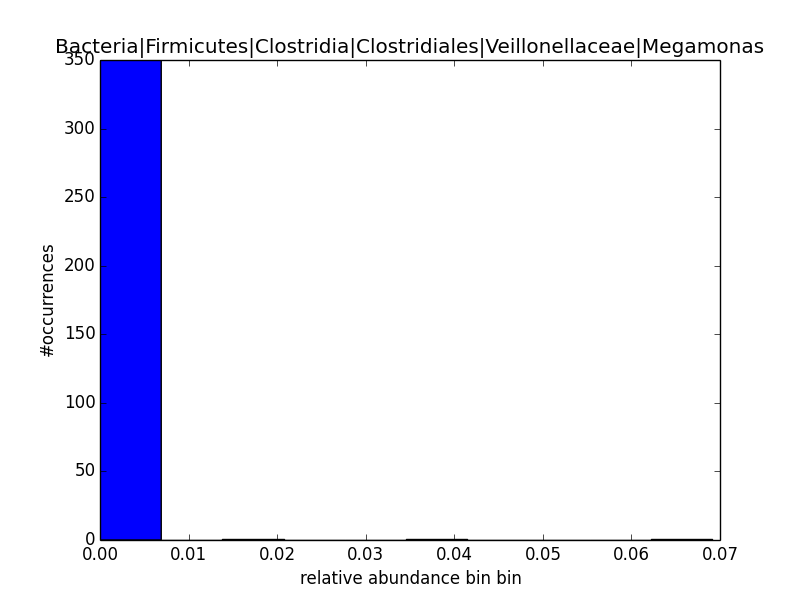 Bacteria|Firmicutes|Clostridia|Clostridiales|Veillonellaceae|Megamonas
350
300
250
200
150
100
50
0
#occurrences
0.00 0.01 0.02 0.03 0.04 0.05 0.06 0.07
relative abundance bin bin